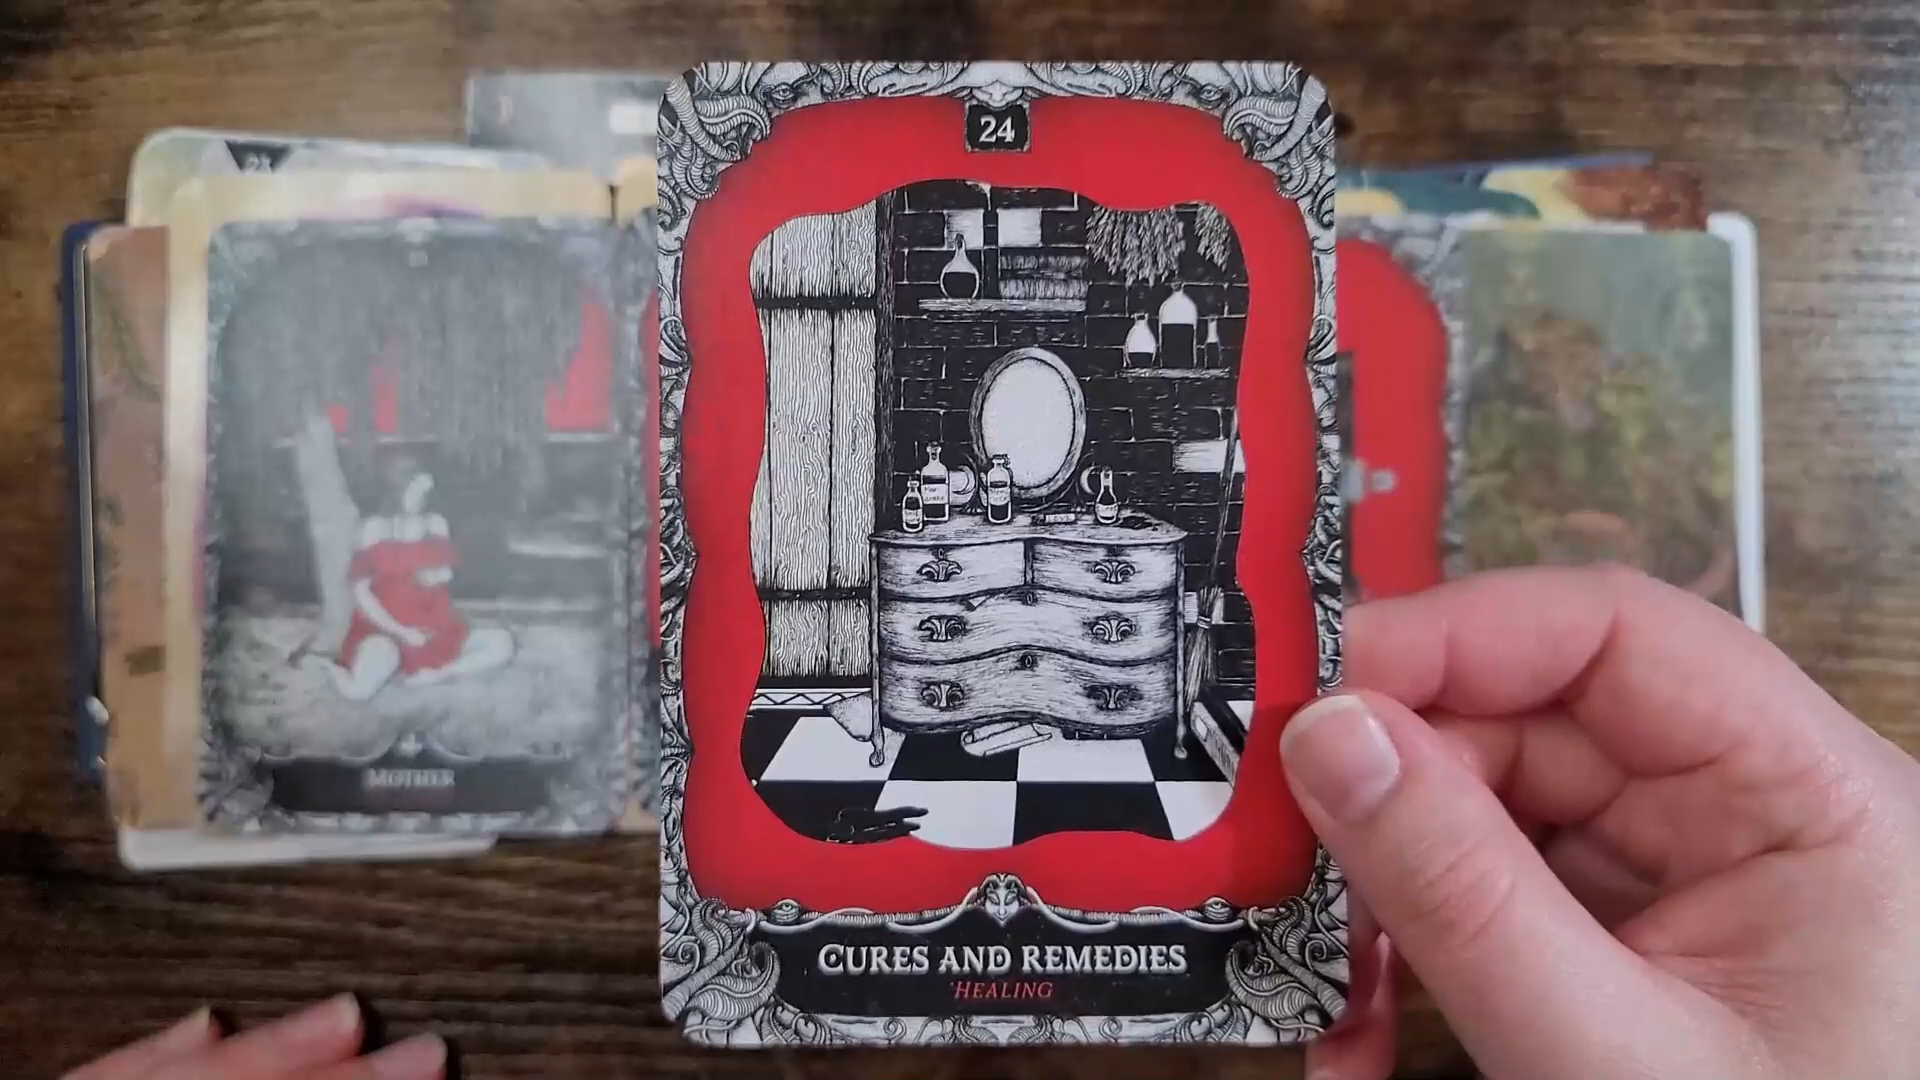 24
CURES AND REMEDIES
HEALING
MOTHER